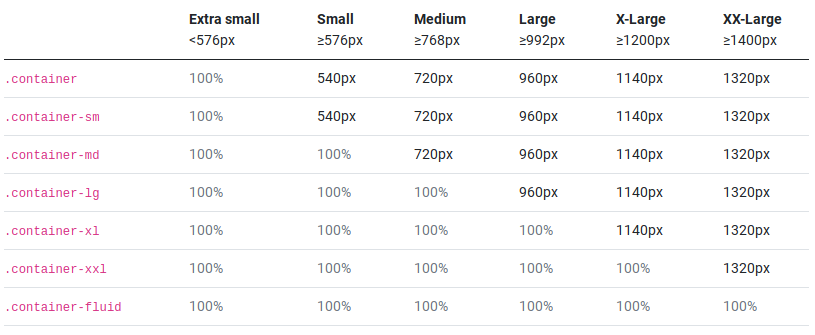 Extra small Small Medium Large X-Large XX-Large
<576px ≥576px ≥768px ≥992px ≥1200px ≥1400px
.container 100% 540px 720px 960px 1140px 1320px
.container-sm 100% 540px 720px 960px 1140px 1320px
.container-md 100% 100% 720px 960px 1140px 1320px
.container-lg 100% 100% 100% 960px 1140px 1320px
.container-xl 100% 100% 100% 100% 1140px 1320px
.container-xxl 100% 100% 100% 100% 100% 1320px
.container-fluid 100% 100% 100% 100% 100% 100%